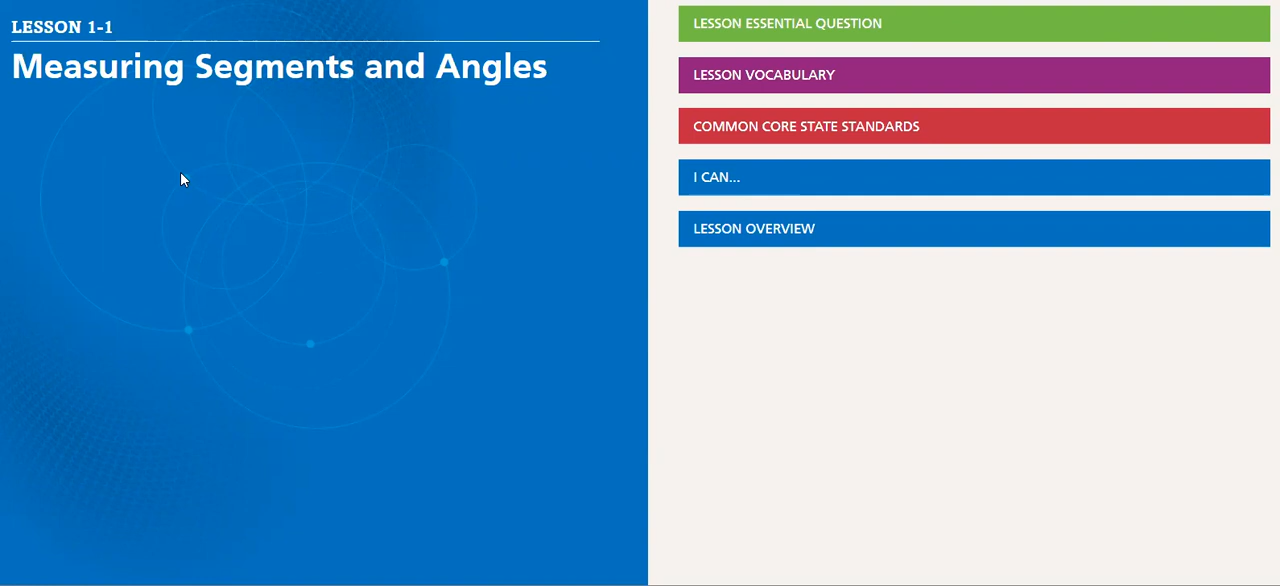 LESSON 1-1
Measuring Segments and Angles
LESSON ESSENTIAL QUESTION
LESSON VOCABULARY
COMMON CORE STATE STANDARDS
I CAN...
LESSON OVERVIEW